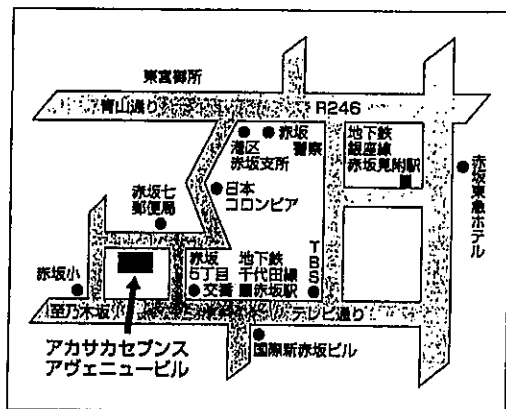 東宮御所
青山通り
R246
港区
赤坂支所
赤坂
警察
地下鉄
銀座線
赤坂見附駅
赤坂東急ホテル
日本
コロンビア
赤坂七
郵便局
赤坂小
赤坂
5丁目
交番
地下鉄
千代田線
赤坂駅
TBS
至乃木坂
テレビ通り
国際新赤坂ビル
アカサカセブンス
アヴェニュービル